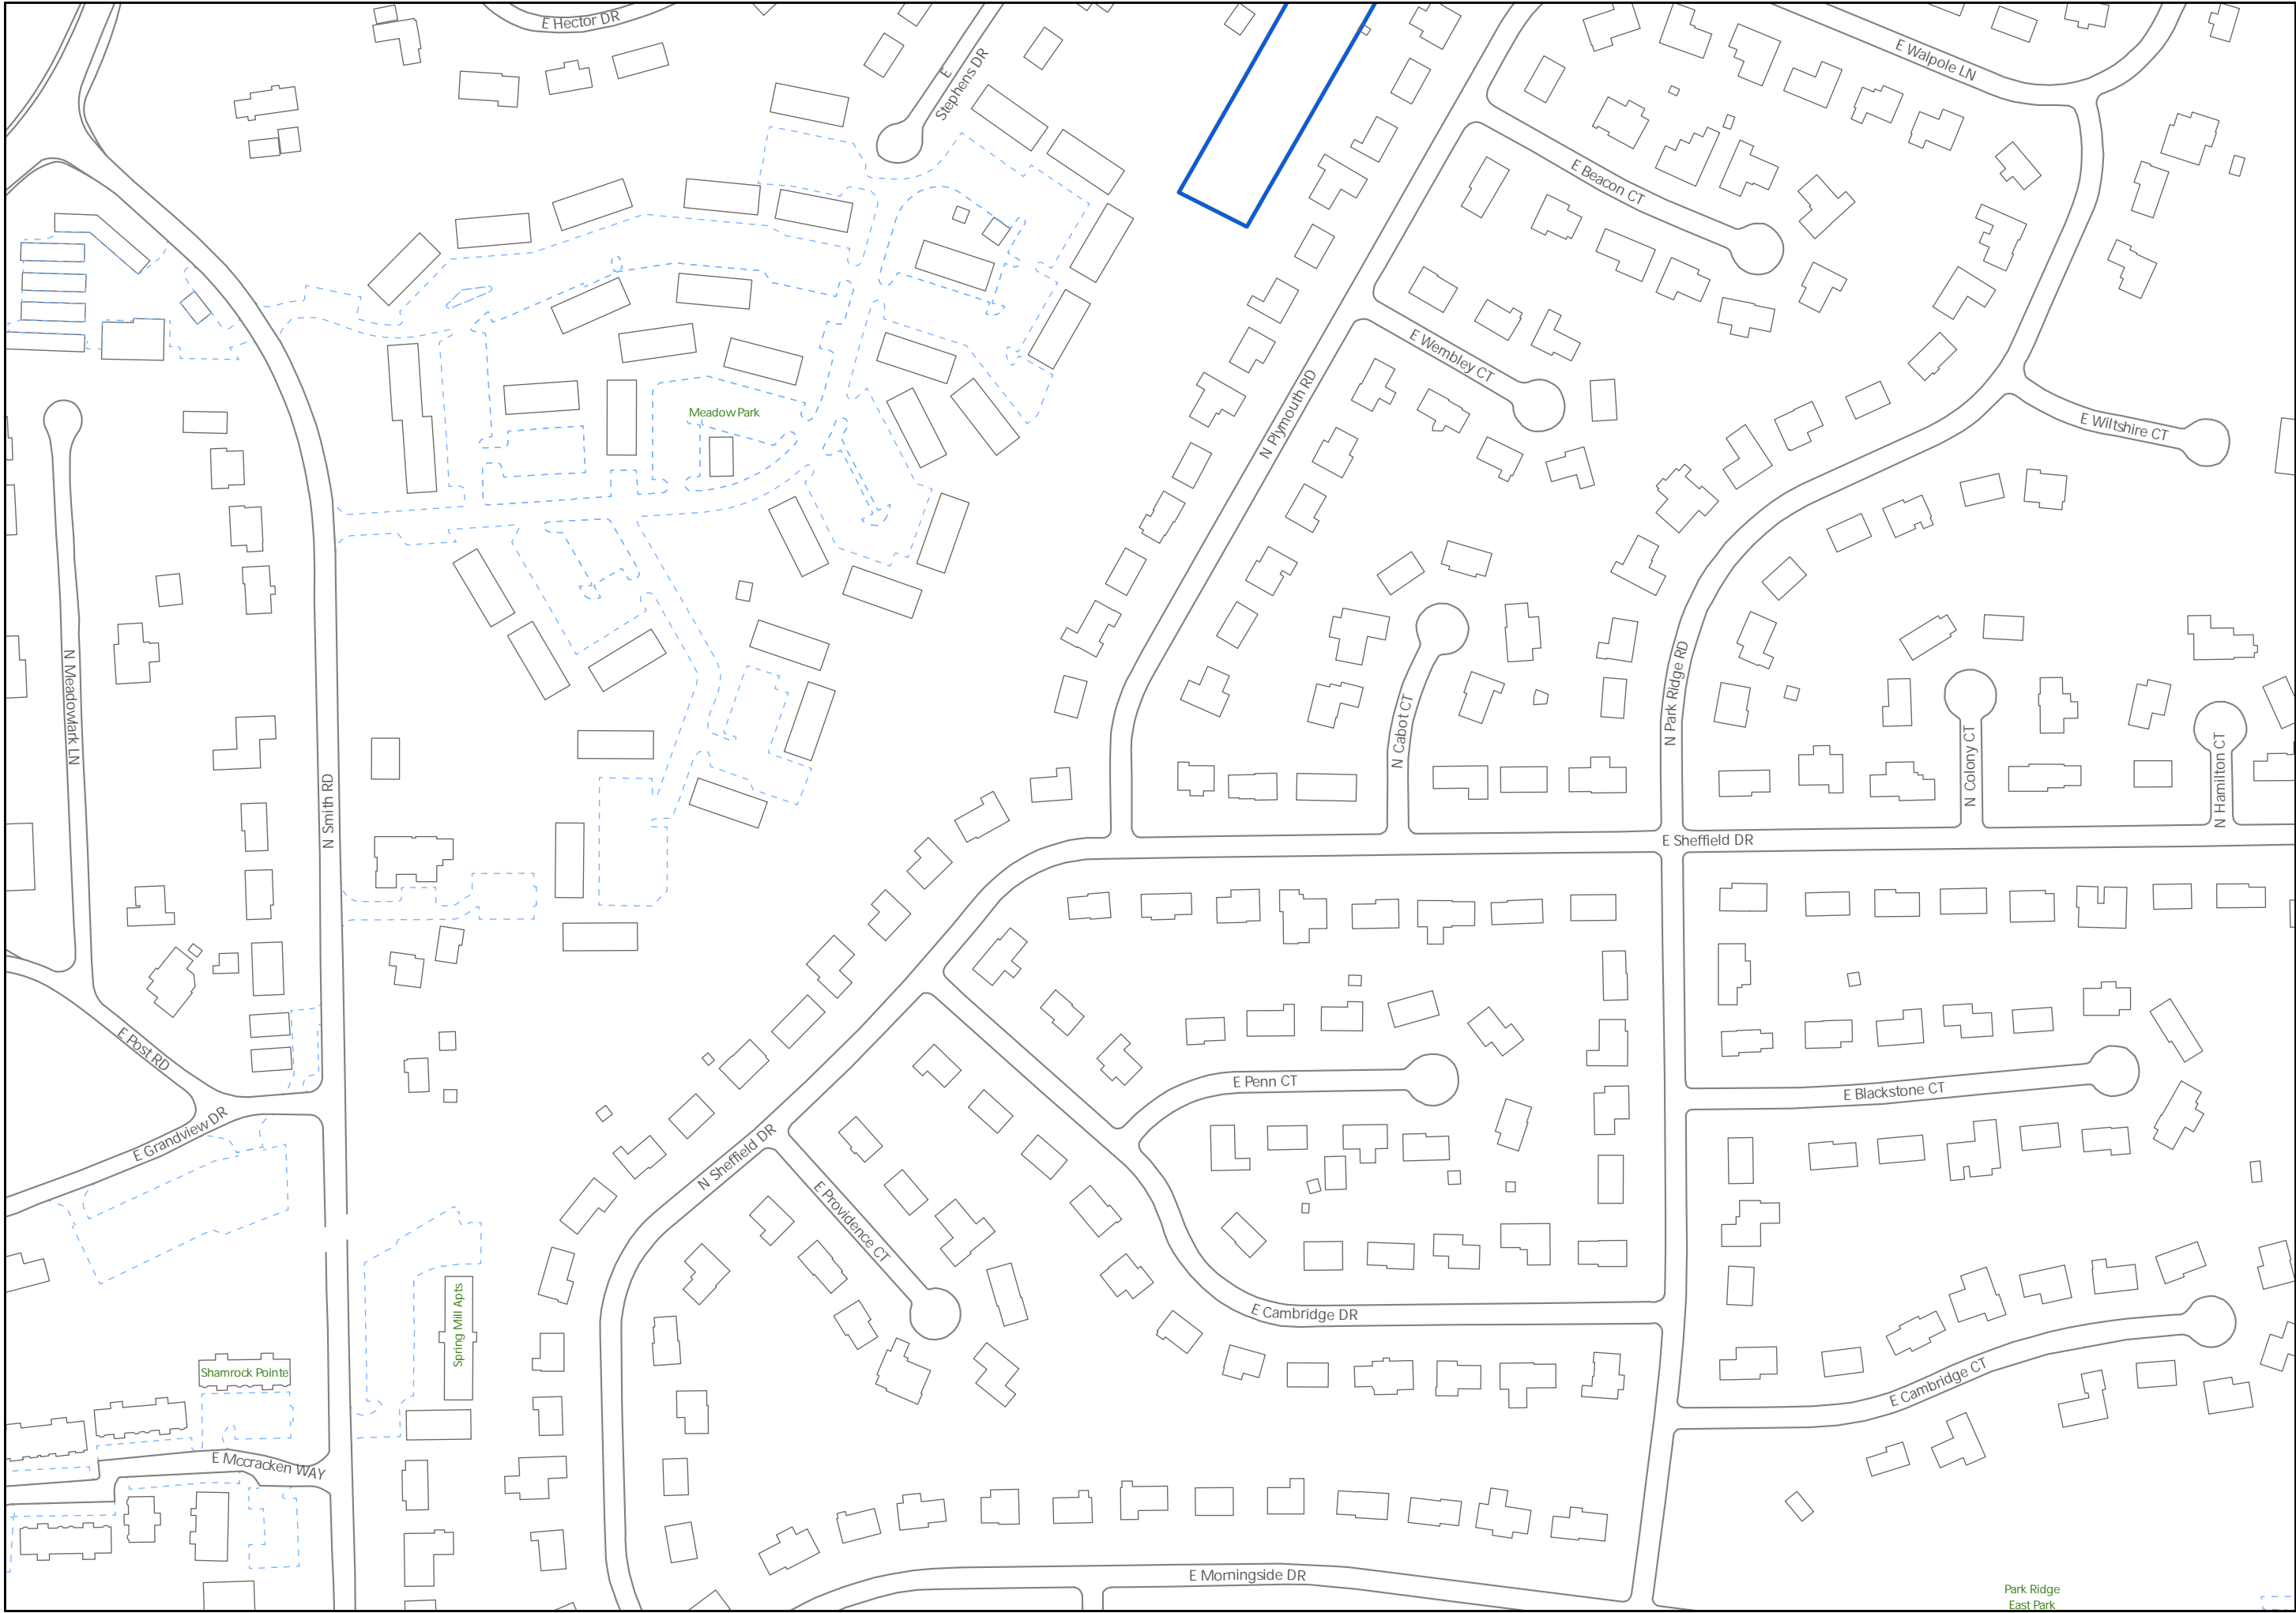 E Hector DR
E
Stephens DR
E Walpole LN
E Beacon CT
E Wembley CT
N Plymouth RD
Meadow Park
E Wiltshire CT
N Meadowlark LN
N Smith RD
N Cabot CT
N Park Ridge RD
N Colony CT
N Hamilton CT
E Sheffield DR
E Post RD
E Grandview DR
E Penn CT
E Blackstone CT
N Sheffield DR
E Providence CT
E Cambridge DR
Spring Mill Apts
Shamrock Pointe
E Cambridge CT
E Mccracken WAY
E Morningside DR
Park Ridge
East Park